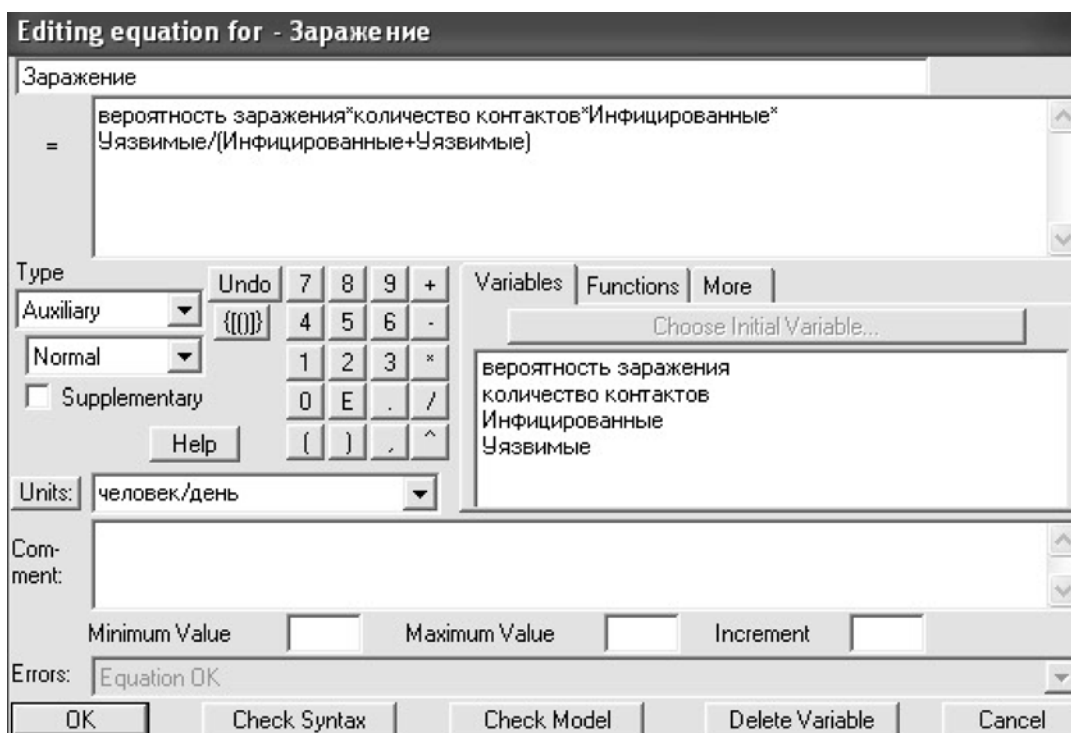 Editing equation for - Заражение
Заражение
=
вероятность заражения*количество контактов*Инфицированные*
Уязвимые/(Инфицированные+Уязвимые)
Type
Auxiliary
Normal
Supplementary
Help
Undo 7 8 9 +
{[()]} 4 5 6 -
1 2 3 *
0 E . /
( ) , ^
Variables Functions More
Choose Initial Variable...
вероятность заражения
количество контактов
Инфицированные
Уязвимые
Units: человек/день
Com-
ment:
Minimum Value Maximum Value Increment
Errors: Equation OK
OK Check Syntax Check Model Delete Variable Cancel